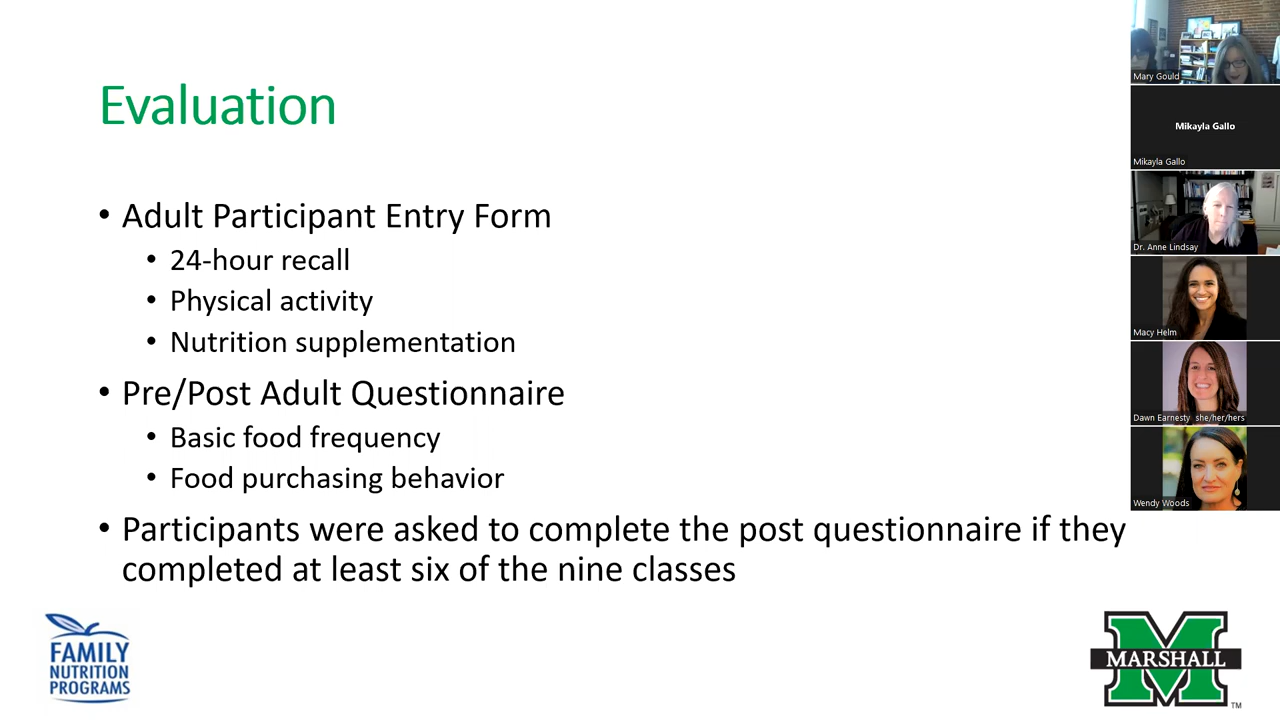 Evaluation
• Adult Participant Entry Form
• 24-hour recall
• Physical activity
• Nutrition supplementation
• Pre/Post Adult Questionnaire
• Basic food frequency
• Food purchasing behavior
• Participants were asked to complete the post questionnaire if they
completed at least six of the nine classes
FAMILY
NUTRITION
PROGRAMS
MARSHALL
TM
Mary Gould
Mikayla Gallo
Mikayla Gallo
Dr. Anne Lindsay
Macy Helm
Dawn Earnesty she/her/hers
Wendy Woods